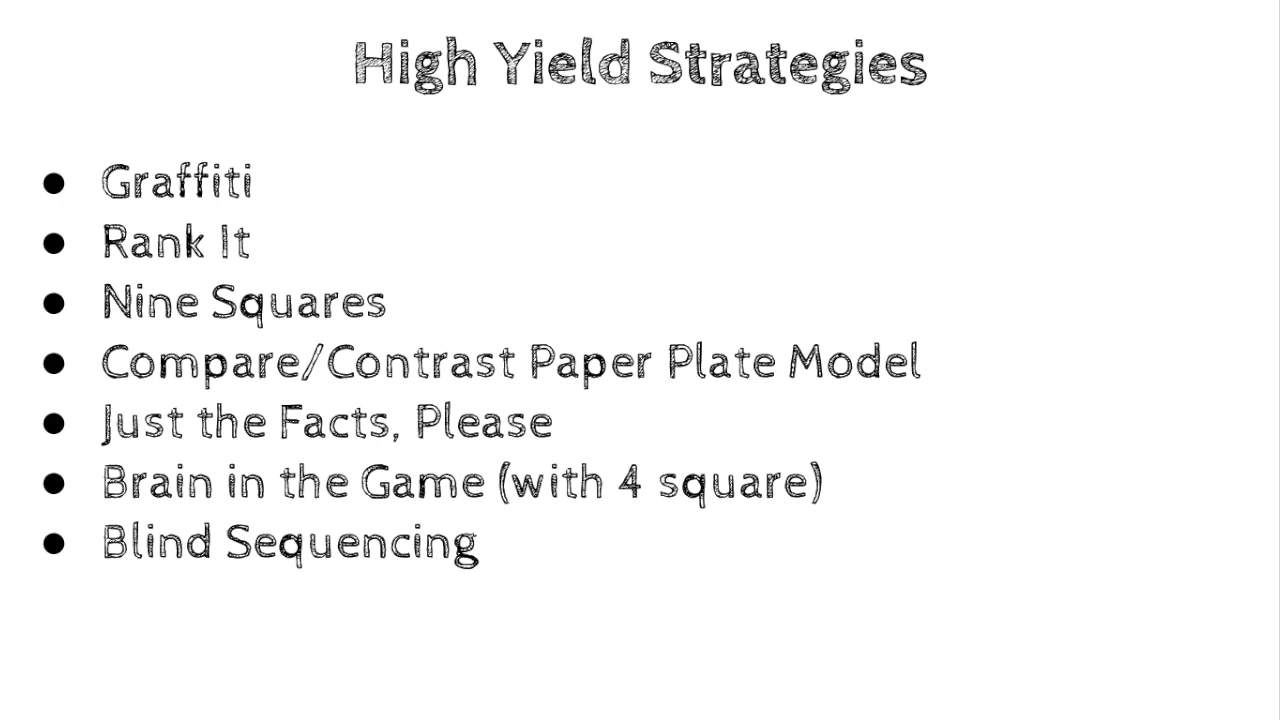 High Yield Strategies
● Graffiti
● Rank It
● Nine Squares
● Compare/Contrast Paper Plate Model
● Just the Facts, Please
● Brain in the Game (with 4 square)
● Blind Sequencing